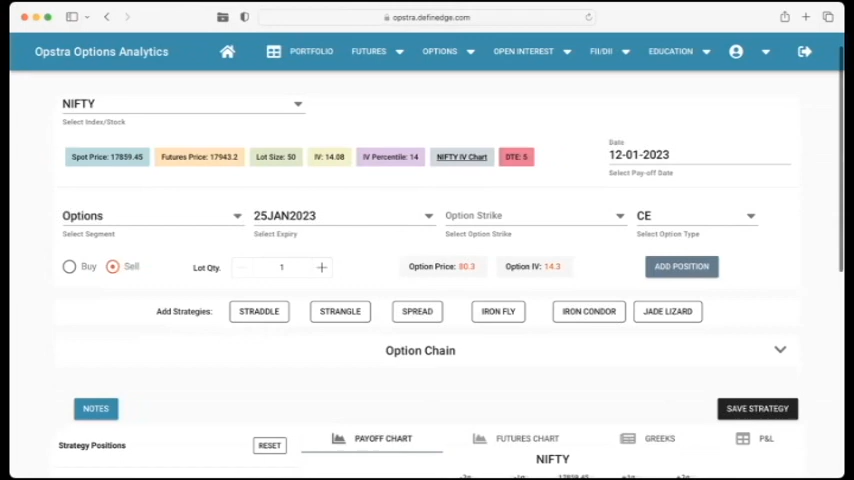 opstra.definedge.com
Opstra Options Analytics PORTFOLIO FUTURES OPTIONS OPEN INTEREST FII/DII EDUCATION
NIFTY
Select Index/Stock
Date
12-01-2023
Select Pay-off Date
Spot Price: 17859.45 Futures Price: 17943.2 Lot Size: 50 IV: 14.08 IV Percentile: 14 NIFTY IV Chart DTE: 5
Options 25JAN2023 Option Strike CE
Select Segment Select Expiry Select Option Strike Select Option Type
Buy Sell Lot Qty. 1 Option Price: 80.3 Option IV: 14.3 ADD POSITION
Add Strategies: STRADDLE STRANGLE SPREAD IRON FLY IRON CONDOR JADE LIZARD
Option Chain
NOTES SAVE STRATEGY
Strategy Positions RESET PAYOFF CHART FUTURES CHART GREEKS P&L
NIFTY
17859.45